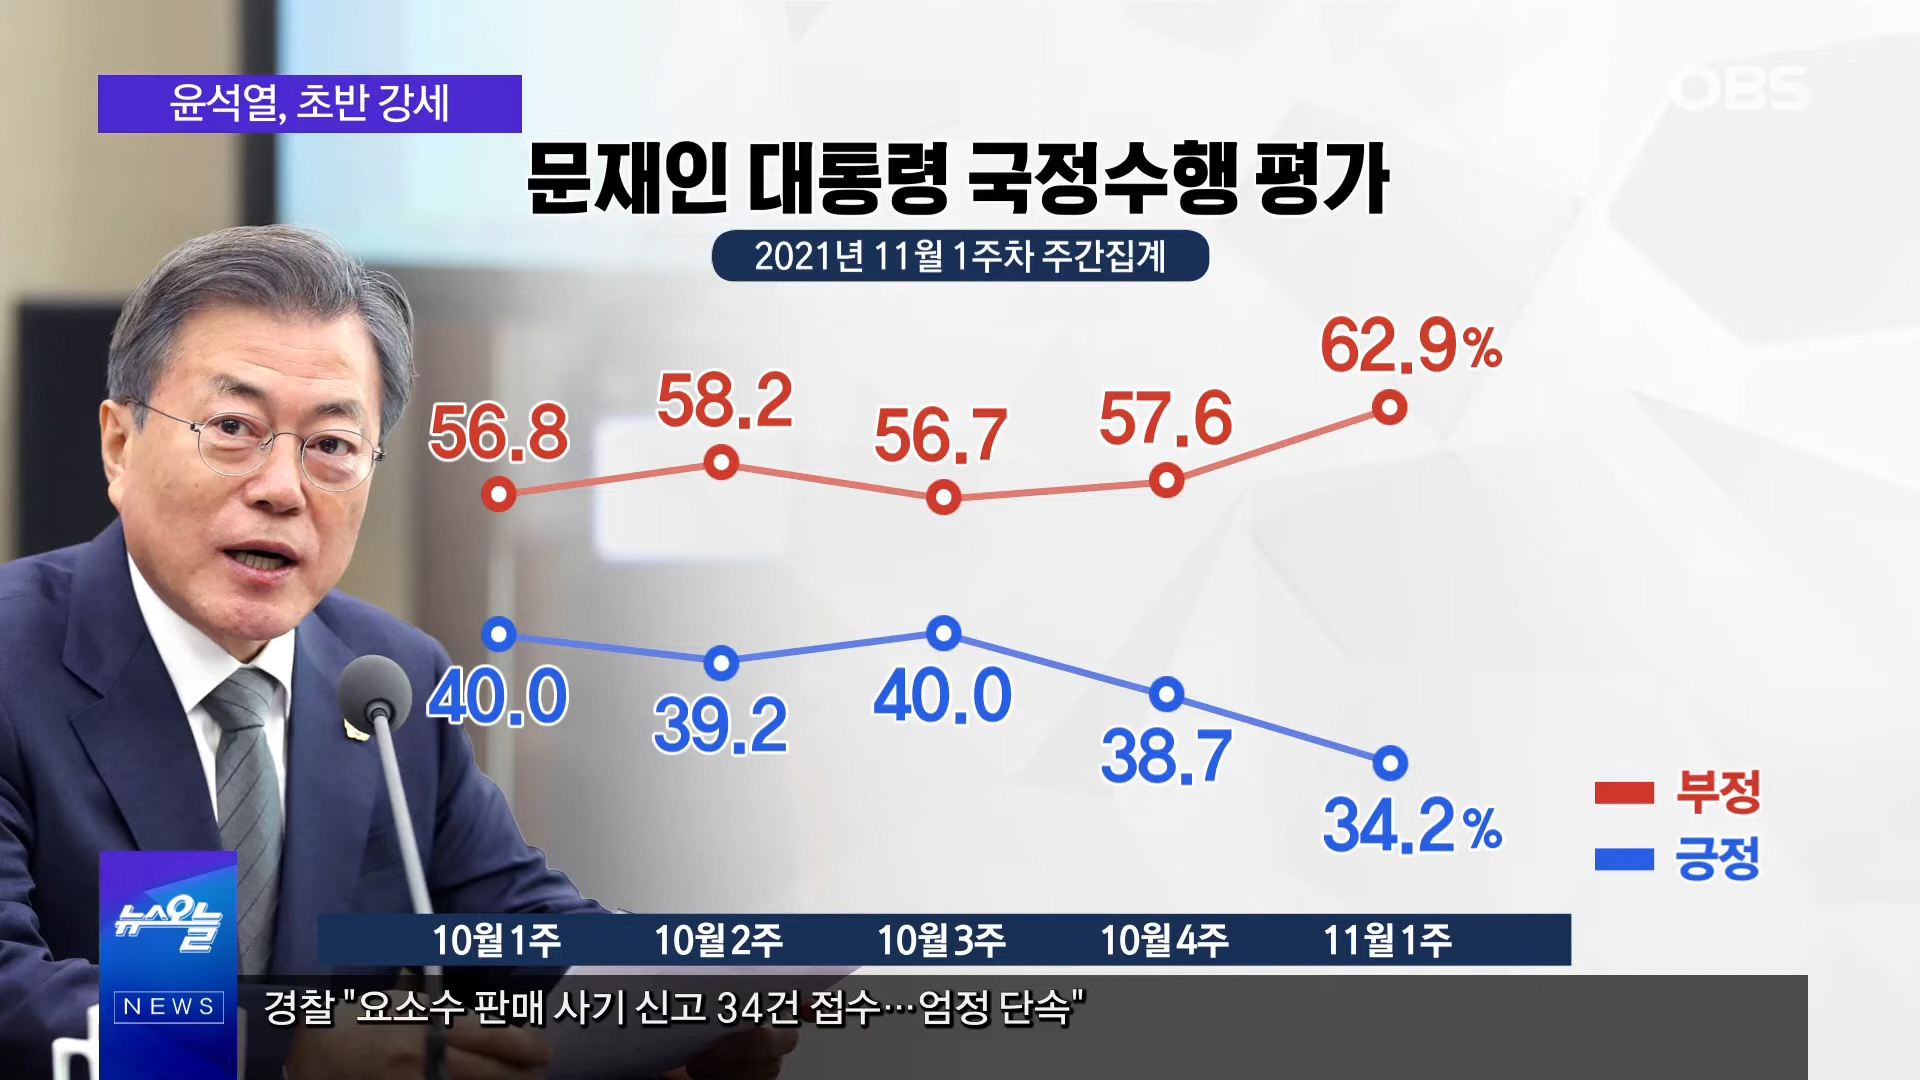 윤석열, 초반 강세
OBS
문재인 대통령 국정수행 평가
2021년 11월 1주차 주간집계
56.8 58.2 56.7 57.6 62.9%
40.0 39.2 40.0 38.7 34.2%
부정
긍정
10월 1주 10월 2주 10월 3주 10월 4주 11월 1주
뉴스오늘
NEWS
경찰 "요소수 판매 사기 신고 34건 접수…엄정 단속"